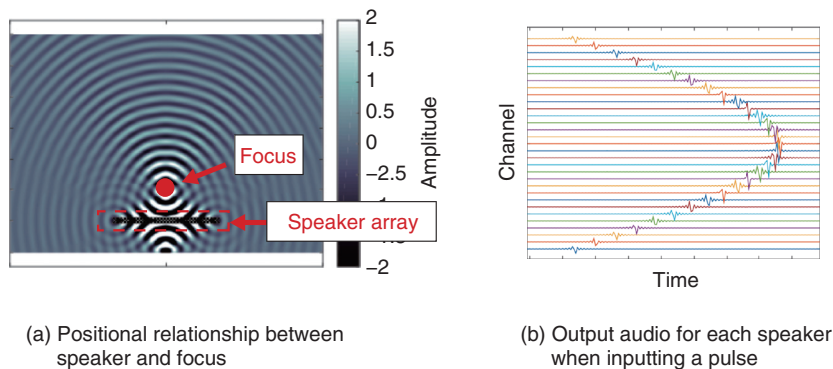 2
1.5
1
0.5
0
−2.5
−2
Amplitude
Focus
Speaker array
Channel
Time
(a) Positional relationship between
speaker and focus
(b) Output audio for each speaker
when inputting a pulse